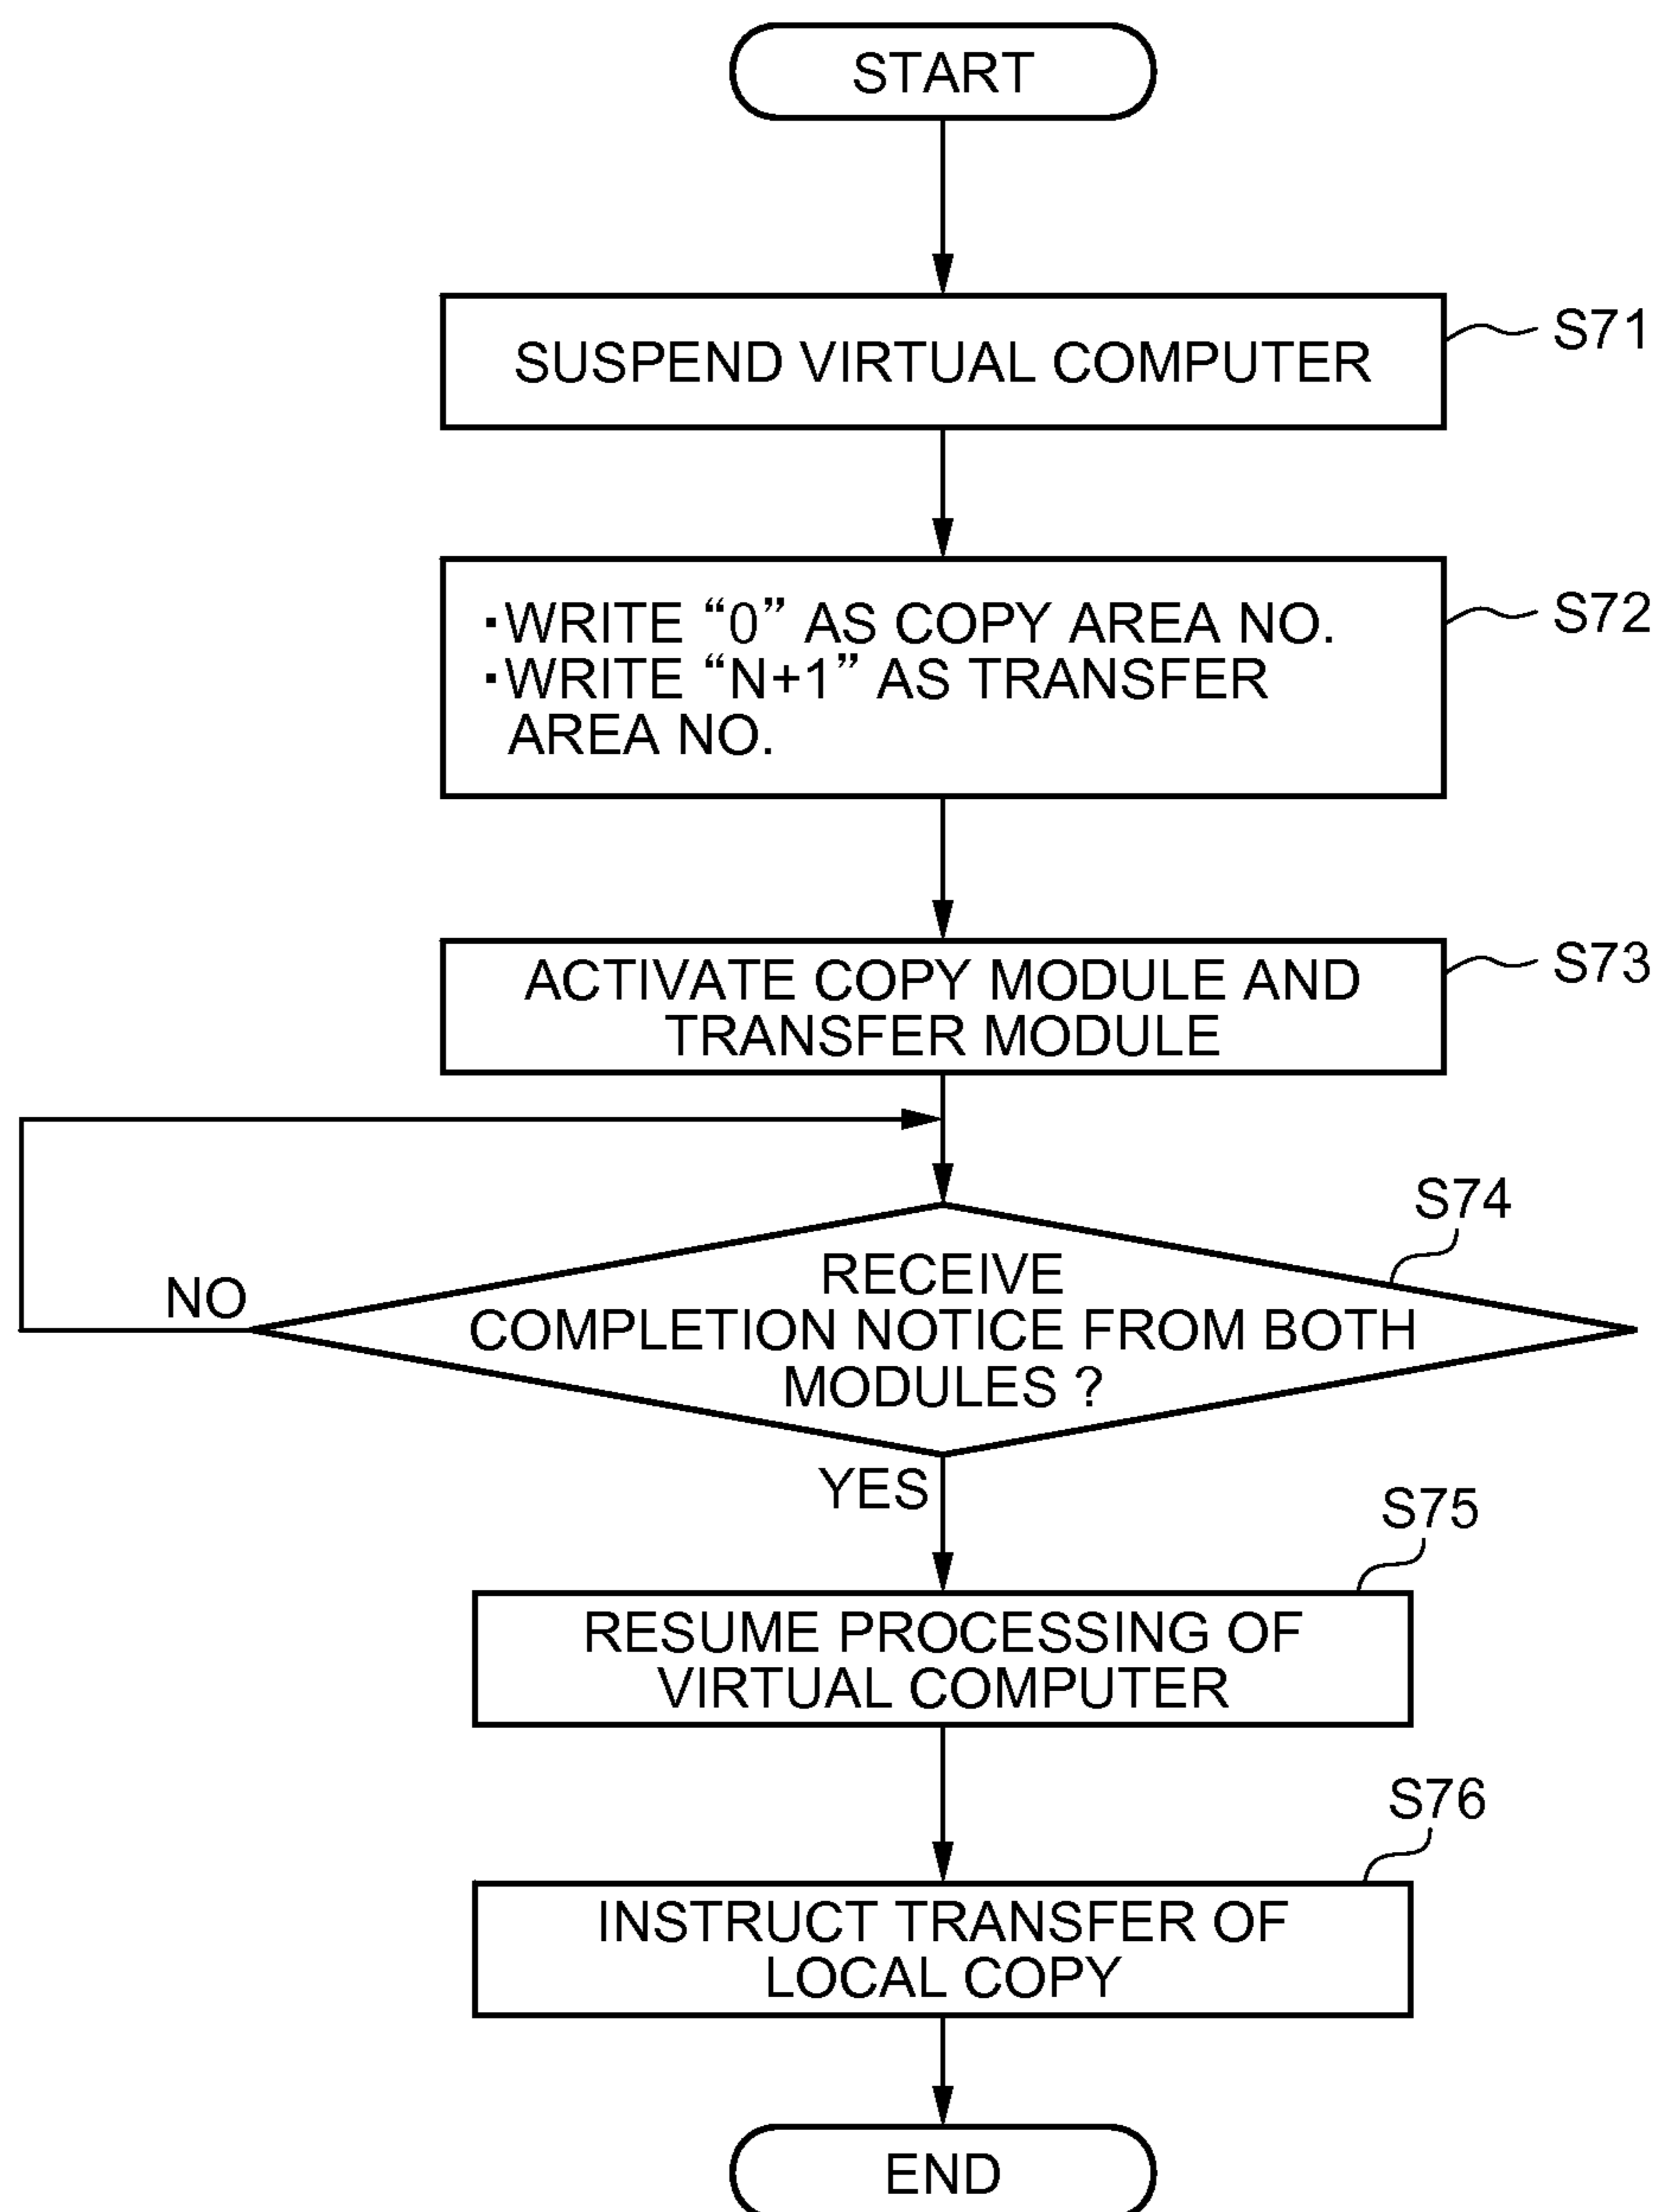 START
SUSPEND VIRTUAL COMPUTER
S71
·WRITE “0” AS COPY AREA NO.
·WRITE “N+1” AS TRANSFER
AREA NO.
S72
ACTIVATE COPY MODULE AND
TRANSFER MODULE
S73
S74
RECEIVE
COMPLETION NOTICE FROM BOTH
MODULES ?
NO
YES
S75
RESUME PROCESSING OF
VIRTUAL COMPUTER
S76
INSTRUCT TRANSFER OF
LOCAL COPY
END